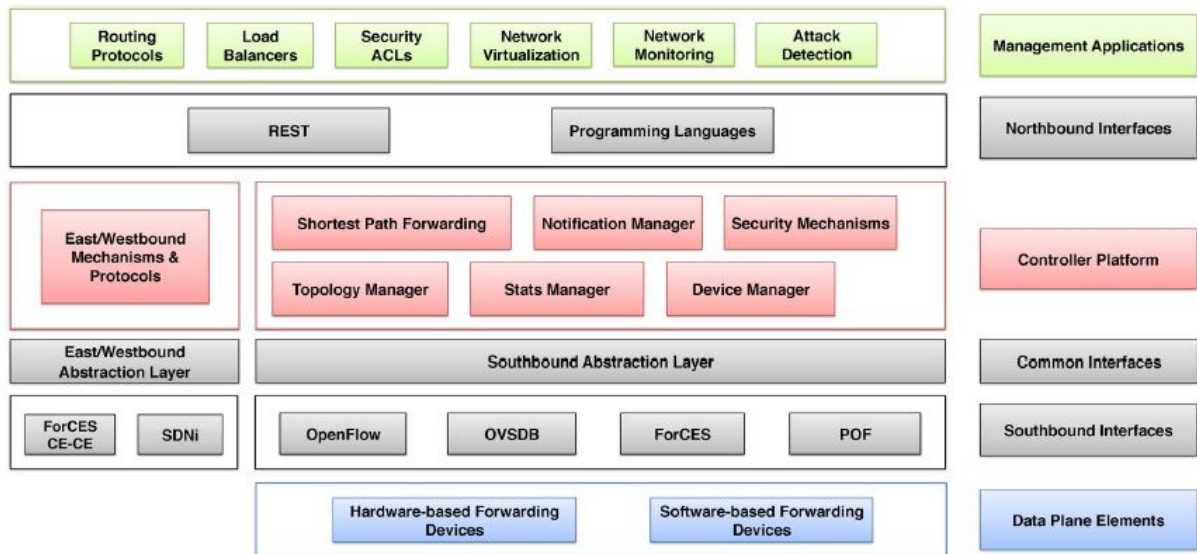 Routing
Protocols
Load
Balancers
Security
ACLs
Network
Virtualization
Network
Monitoring
Attack
Detection
Management Applications
REST
Programming Languages
Northbound Interfaces
East/Westbound
Mechanisms &
Protocols
Shortest Path Forwarding
Notification Manager
Security Mechanisms
Topology Manager
Stats Manager
Device Manager
Controller Platform
East/Westbound
Abstraction Layer
Southbound Abstraction Layer
Common Interfaces
ForCES
CE-CE
SDNi
OpenFlow
OVSDB
ForCES
POF
Southbound Interfaces
Hardware-based Forwarding
Devices
Software-based Forwarding
Devices
Data Plane Elements